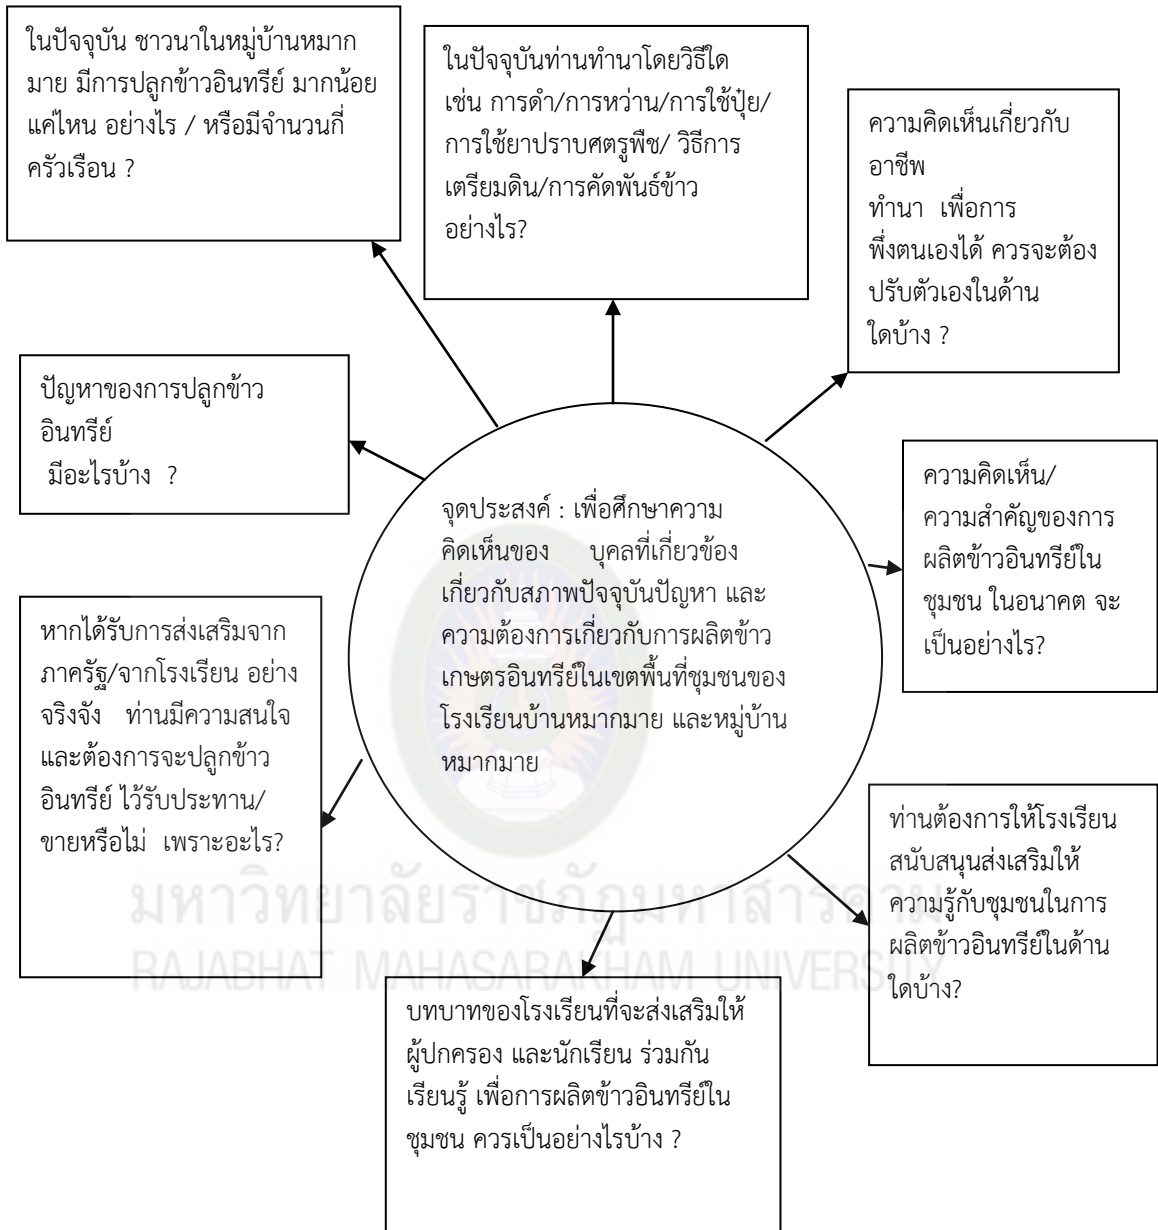 ในปัจจุบัน ชาวนาในหมู่บ้านหมาก
มาย มีการปลูกข้าวอินทรีย์ มากน้อย
แค่ไหน อย่างไร / หรือมีจำนวนกี่
ครัวเรือน ?
ในปัจจุบันท่านทำนาโดยวิธีใด
เช่น การดำ/การหว่าน/การใช้ปุ๋ย/
การใช้ยาปราบศตรูพืช/ วิธีการ
เตรียมดิน/การคัดพันธ์ข้าว
อย่างไร?
ความคิดเห็นเกี่ยวกับ
อาชีพ
ทำนา เพื่อการ
พึ่งตนเองได้ ควรจะต้อง
ปรับตัวเองในด้าน
ใดบ้าง ?
ปัญหาของการปลูกข้าว
อินทรีย์
มีอะไรบ้าง ?
จุดประสงค์ : เพื่อศึกษาความ
คิดเห็นของ บุคลที่เกี่ยวข้อง
เกี่ยวกับสภาพปัจจุบันปัญหา และ
ความต้องการเกี่ยวกับการผลิตข้าว
เกษตรอินทรีย์ในเขตพื้นที่ชุมชนของ
โรงเรียนบ้านหมากมาย และหมู่บ้าน
หมากมาย
ความคิดเห็น/
ความสำคัญของการ
ผลิตข้าวอินทรีย์ใน
ชุมชน ในอนาคต จะ
เป็นอย่างไร?
หากได้รับการส่งเสริมจาก
ภาครัฐ/จากโรงเรียน อย่าง
จริงจัง ท่านมีความสนใจ
และต้องการจะปลูกข้าว
อินทรีย์ ไว้รับประทาน/
ขายหรือไม่ เพราะอะไร?
ท่านต้องการให้โรงเรียน
สนับสนุนส่งเสริมให้
ความรู้กับชุมชนในการ
ผลิตข้าวอินทรีย์ในด้าน
ใดบ้าง?
มหาวิทยาลัยราชภัฏมหาสารคาม
RAJABHAT MAHASARAKHAM UNIVERSITY
บทบาทของโรงเรียนที่จะส่งเสริมให้
ผู้ปกครอง และนักเรียน ร่วมกัน
เรียนรู้ เพื่อการผลิตข้าวอินทรีย์ใน
ชุมชน ควรเป็นอย่างไรบ้าง ?